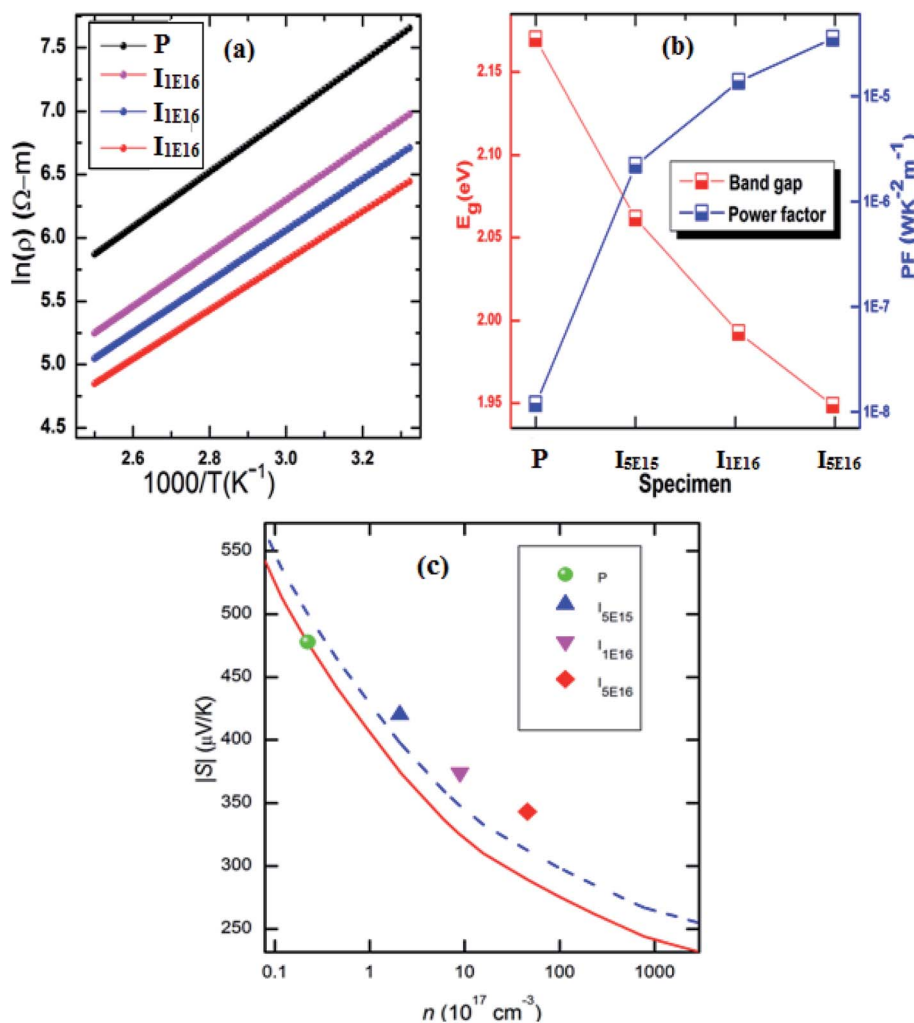 (a)
P
I1E16
I1E16
I1E16
7.5
7.0
6.5
6.0
5.5
5.0
4.5
ln(ρ) (Ω–m)
2.6 2.8 3.0 3.2
1000/T(K⁻¹)
(b)
2.15
2.10
2.05
2.00
1.95
Eg(eV)
Band gap
Power factor
1E-5
1E-6
1E-7
1E-8
PF (WK⁻²m⁻¹)
P I5E15 I1E16 I5E16
Specimen
(c)
P
I5E15
I1E16
I5E16
550
500
450
400
350
300
250
|S| (μV/K)
0.1 1 10 100 1000
n (10¹⁷ cm⁻³)